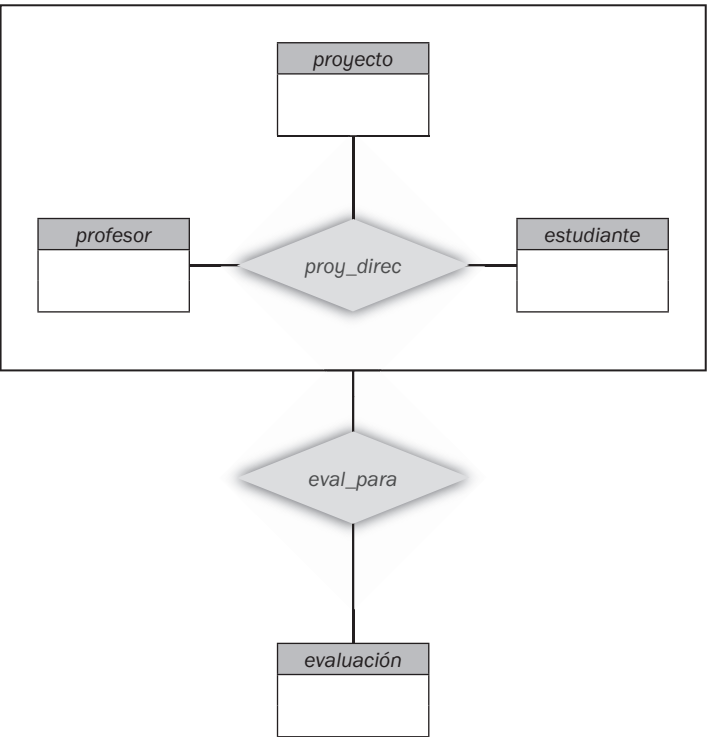 proyecto
profesor
proy_direc
estudiante
eval_para
evaluación